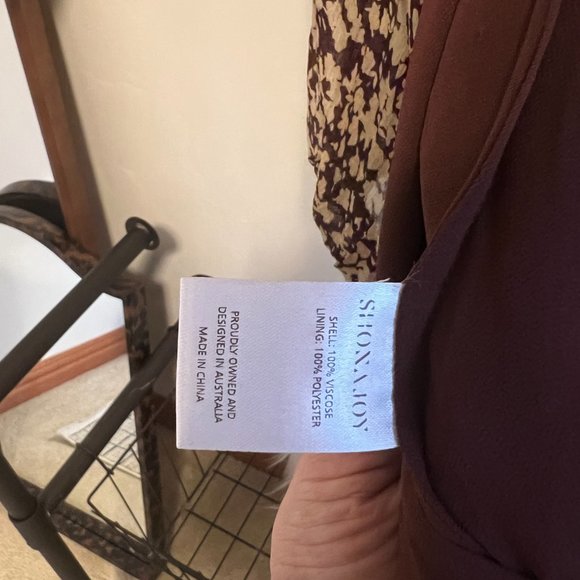 SHONA JOY
SHELL: 100% VISCOSE
LINING: 100% POLYESTER
PROUDLY OWNED AND
DESIGNED IN AUSTRALIA
MADE IN CHINA